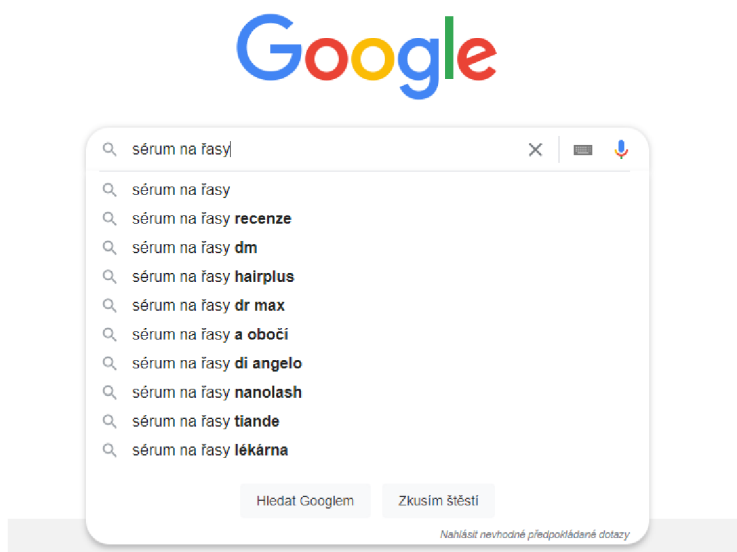 Google
sérum na řasy
sérum na řasy
sérum na řasy recenze
sérum na řasy dm
sérum na řasy hairplus
sérum na řasy dr max
sérum na řasy a obočí
sérum na řasy di angelo
sérum na řasy nanolash
sérum na řasy tiande
sérum na řasy lékárna
Hledat Googlem Zkusím štěstí
Nahlásit nevhodné předpokládané dotazy